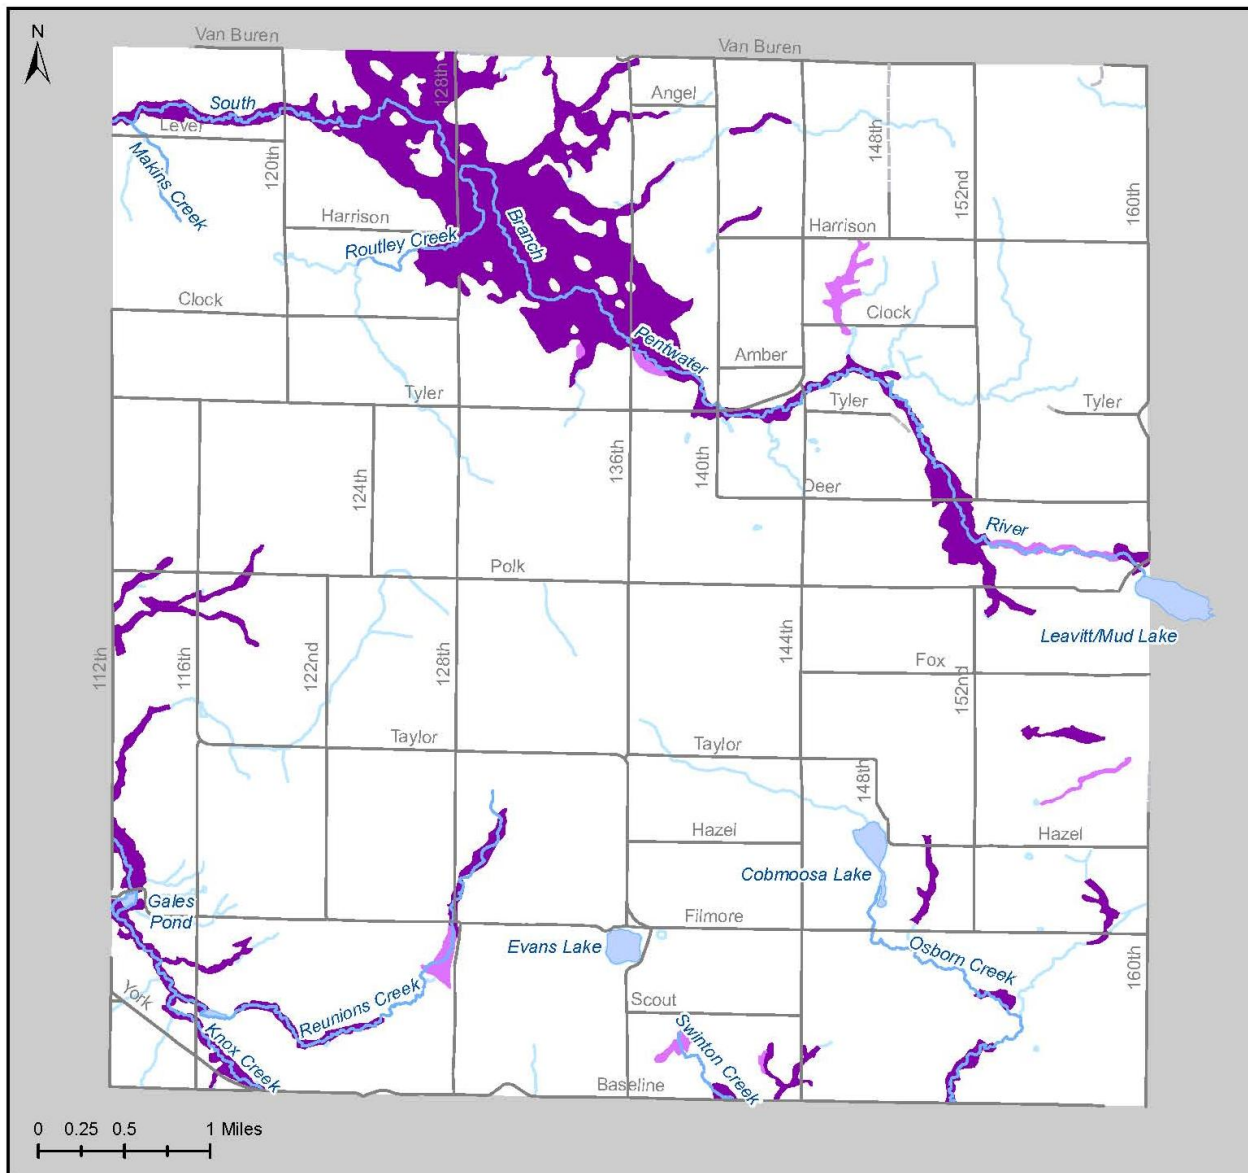 N
Van Buren
Van Buren
128th
Angel
South
Level
148th
120th
152nd
160th
Makins Creek
Harrison
Harrison
Branch
Routley Creek
Clock
Clock
Pentwater
Amber
Tyler
Tyler
Tyler
136th
140th
124th
Deer
River
Polk
Leavitt/Mud Lake
112th
116th
122nd
128th
144th
Fox
152nd
Taylor
Taylor
148th
Hazel
Hazel
Cobmoosa Lake
Gales
Pond
Filmore
Evans Lake
Osborn Creek
160th
York
Reunions Creek
Scout
Knox Creek
Swinton Creek
Baseline
0 0.25 0.5 1 Miles